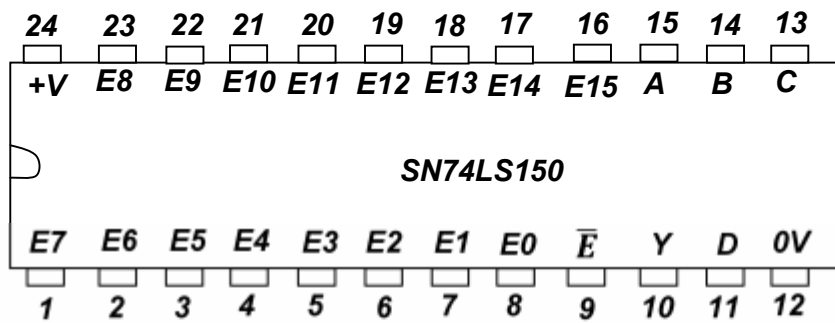 24 23 22 21 20 19 18 17 16 15 14 13
+V E8 E9 E10 E11 E12 E13 E14 E15 A B C
SN74LS150
E7 E6 E5 E4 E3 E2 E1 E0 E̅ Y D 0V
1 2 3 4 5 6 7 8 9 10 11 12